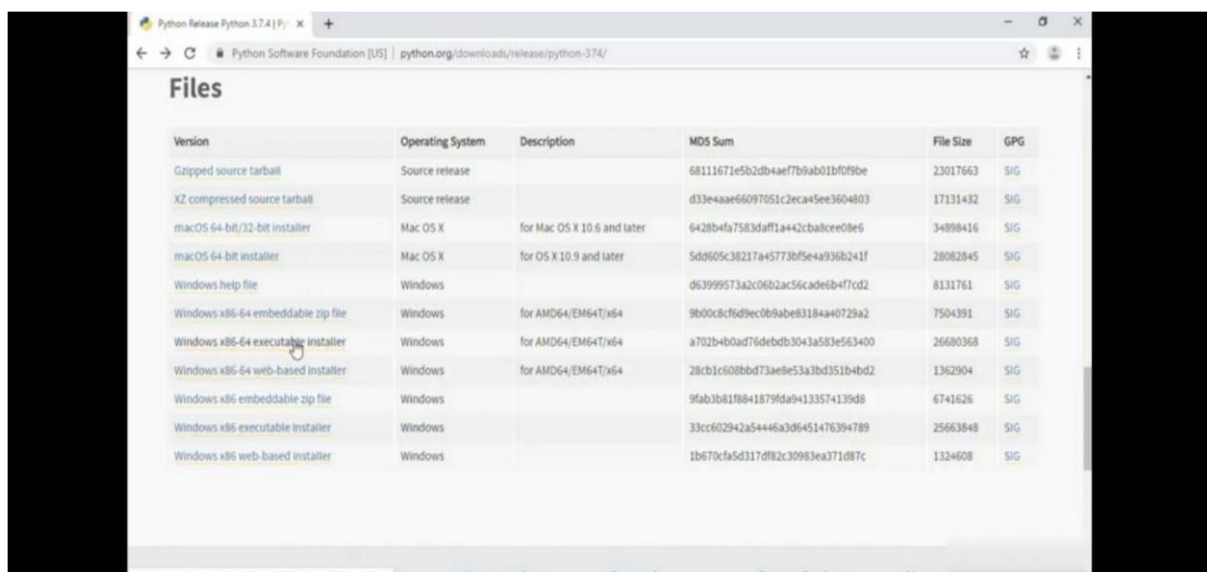 Python Release Python 3.7.4 | Py
Python Software Foundation [US] | python.org/downloads/release/python-374/
Files
Version Operating System Description MD5 Sum File Size GPG
Gzipped source tarball Source release 68111671e5b2db4aef7b9ab01bf0f9be 23017663 SIG
XZ compressed source tarball Source release d33e4aae66097051c2eca45ee3604803 17131432 SIG
macOS 64-bit/32-bit installer Mac OS X for Mac OS X 10.6 and later 6428b4fa7583daff1a442cba8cee08e6 34898416 SIG
macOS 64-bit installer Mac OS X for OS X 10.9 and later 5dd605c38217a45773bf5e4a936b241f 28082845 SIG
Windows help file Windows d63999573a2c06b2ac56cade6b4f7cd2 8131761 SIG
Windows x86-64 embeddable zip file Windows for AMD64/EM64T/x64 9b00c8cf6d9ec0b9abe83184a40729a2 7504391 SIG
Windows x86-64 executable installer Windows for AMD64/EM64T/x64 a702b4b0ad76debdb3043a583e563400 26680368 SIG
Windows x86-64 web-based installer Windows for AMD64/EM64T/x64 28cb1c608bbd73ae8e53a3bd351b4bd2 1362904 SIG
Windows x86 embeddable zip file Windows 9fab3b81f8841879fda94133574139d8 6741626 SIG
Windows x86 executable installer Windows 33cc602942a54446a3d6451476394789 25663848 SIG
Windows x86 web-based installer Windows 1b670cfa5d317df82c30983ea371d87c 1324608 SIG